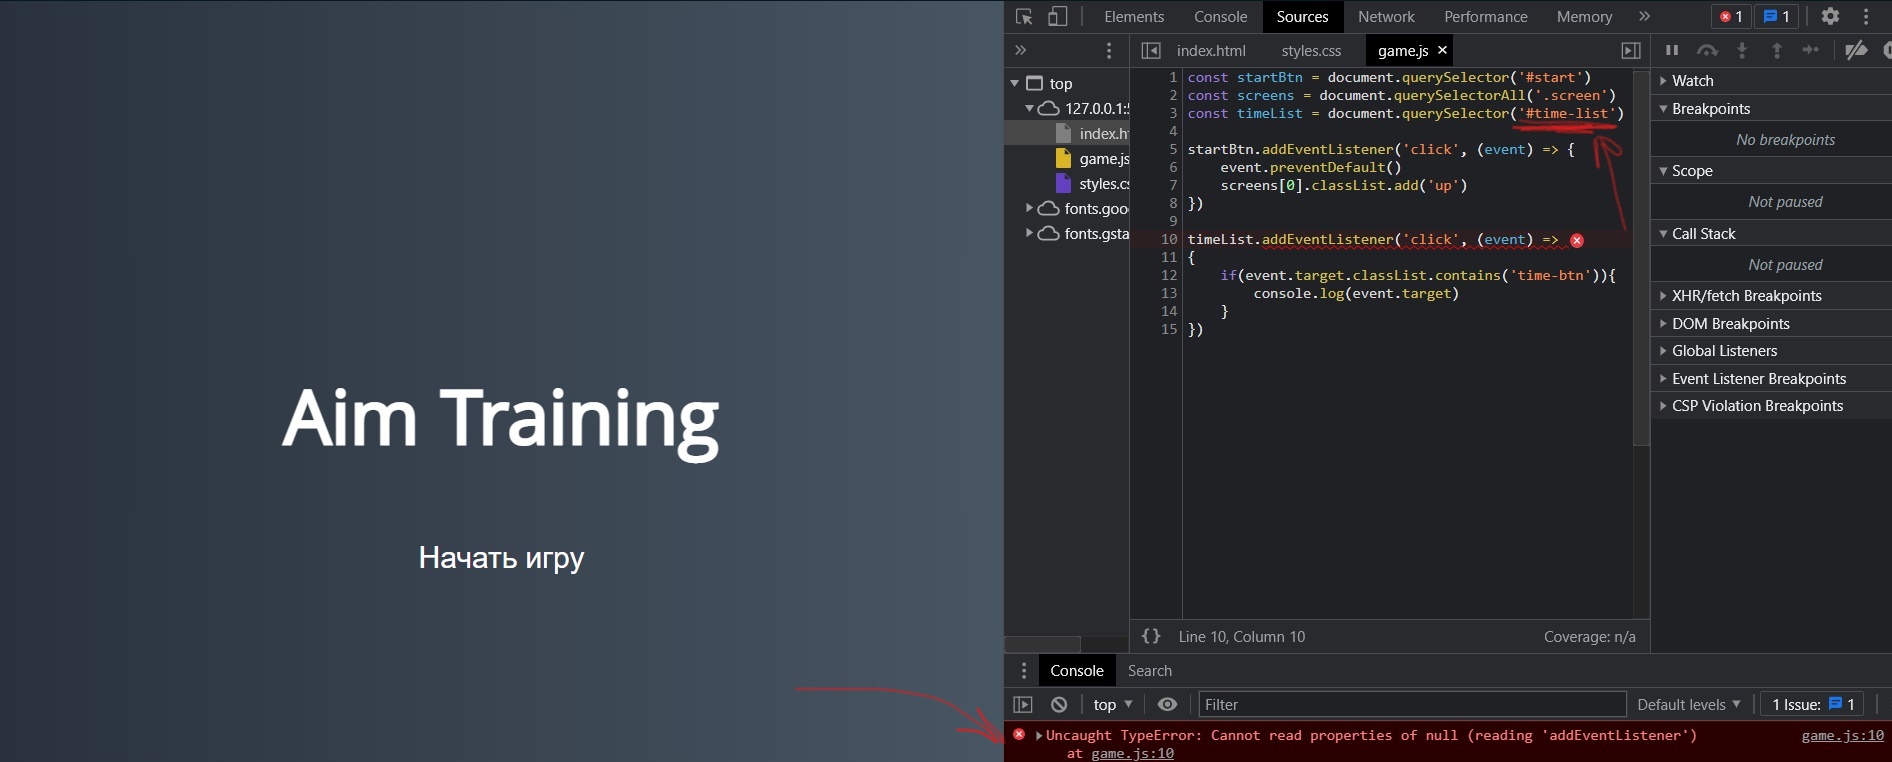 Aim Training
Начать игру
Elements Console Sources Network Performance Memory » 1 1
index.html styles.css game.js ×
top
127.0.0.1:5
index.ht
game.js
styles.cs
fonts.goo
fonts.gsta
1 const startBtn = document.querySelector('#start')
2 const screens = document.querySelectorAll('.screen')
3 const timeList = document.querySelector('#time-list')
4
5 startBtn.addEventListener('click', (event) => {
6 event.preventDefault()
7 screens[0].classList.add('up')
8 })
9
10 timeList.addEventListener('click', (event) =>
11 {
12 if(event.target.classList.contains('time-btn')){
13 console.log(event.target)
14 }
15 })
{} Line 10, Column 10 Coverage: n/a
Watch
Breakpoints
No breakpoints
Scope
Not paused
Call Stack
Not paused
XHR/fetch Breakpoints
DOM Breakpoints
Global Listeners
Event Listener Breakpoints
CSP Violation Breakpoints
Console Search
top Filter Default levels 1 Issue: 1
Uncaught TypeError: Cannot read properties of null (reading 'addEventListener') game.js:10
at game.js:10